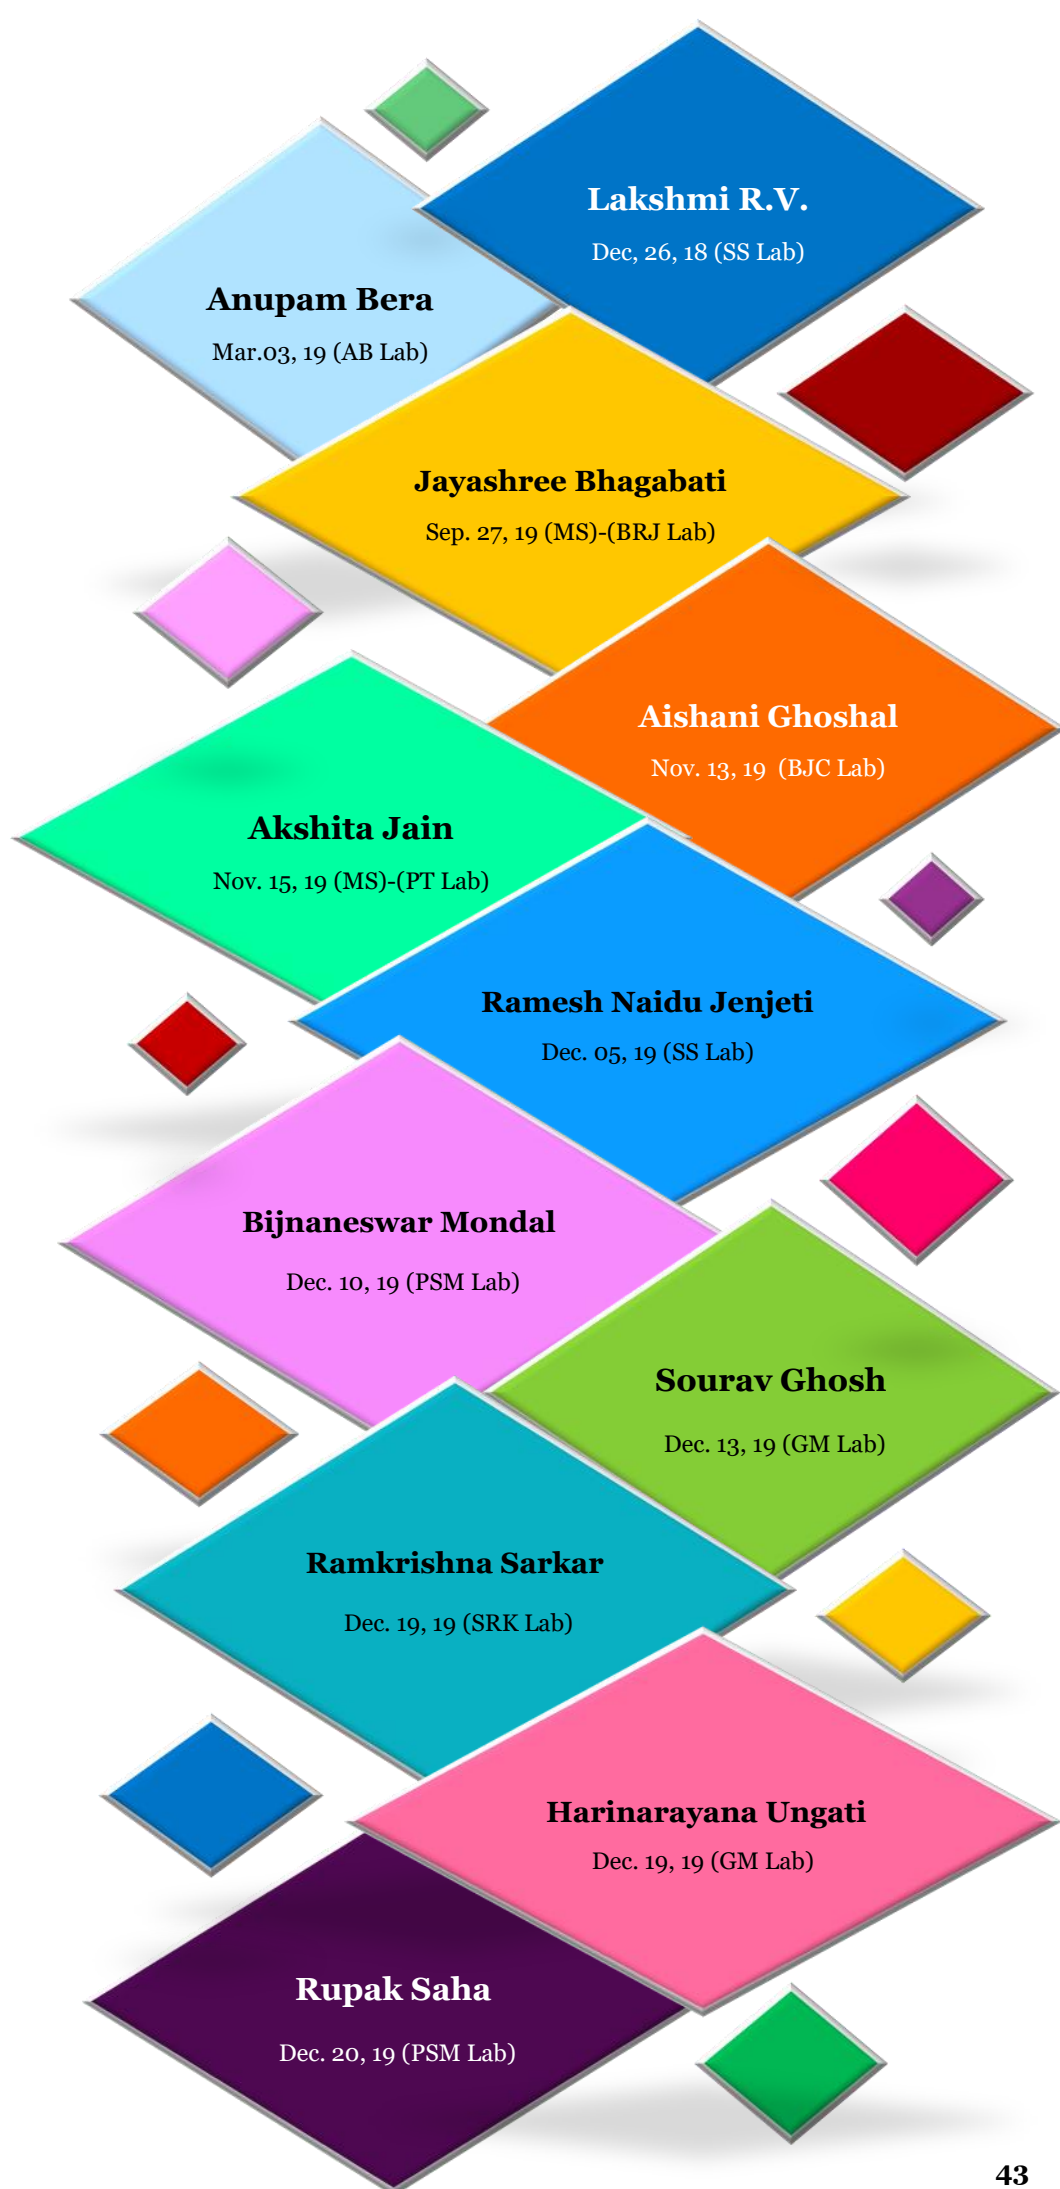 Lakshmi R.V.
Dec, 26, 18 (SS Lab)
Anupam Bera
Mar.03, 19 (AB Lab)
Jayashree Bhagabati
Sep. 27, 19 (MS)-(BRJ Lab)
Aishani Ghoshal
Nov. 13, 19 (BJC Lab)
Akshita Jain
Nov. 15, 19 (MS)-(PT Lab)
Ramesh Naidu Jenjeti
Dec. 05, 19 (SS Lab)
Bijnaneswar Mondal
Dec. 10, 19 (PSM Lab)
Sourav Ghosh
Dec. 13, 19 (GM Lab)
Ramkrishna Sarkar
Dec. 19, 19 (SRK Lab)
Harinarayana Ungati
Dec. 19, 19 (GM Lab)
Rupak Saha
Dec. 20, 19 (PSM Lab)
43